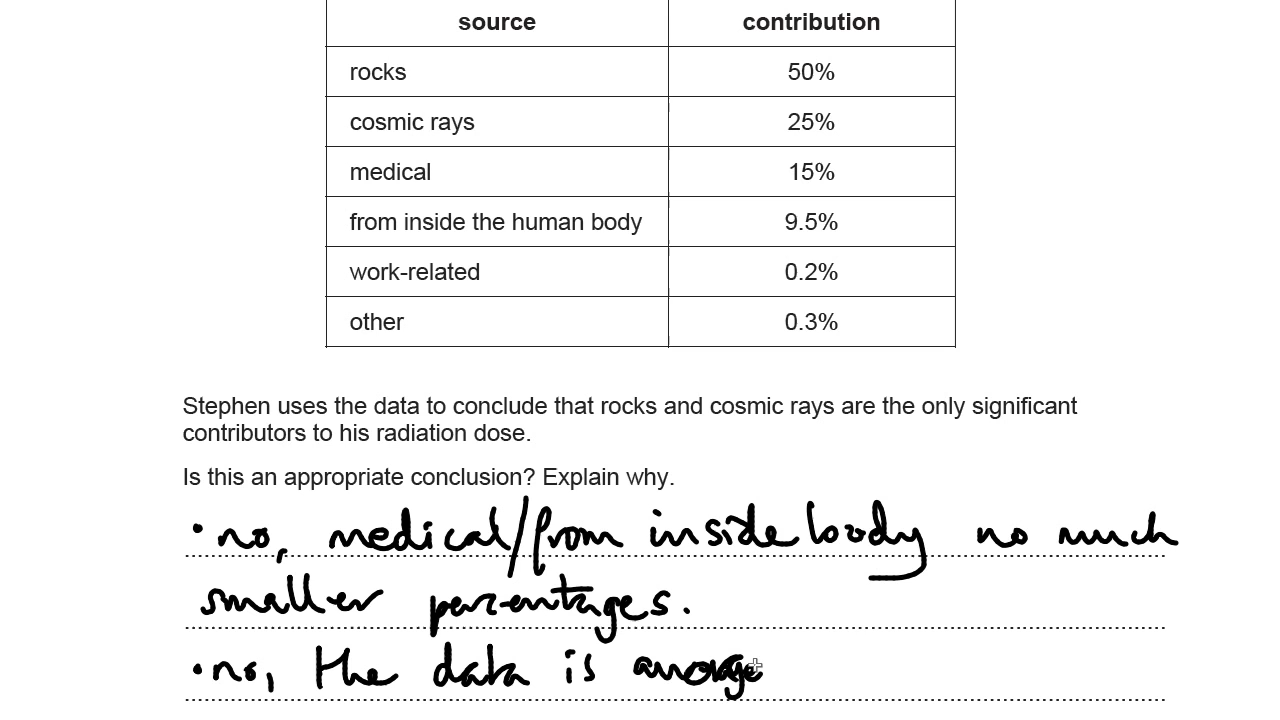 source contribution
rocks 50%
cosmic rays 25%
medical 15%
from inside the human body 9.5%
work-related 0.2%
other 0.3%
Stephen uses the data to conclude that rocks and cosmic rays are the only significant
contributors to his radiation dose.
Is this an appropriate conclusion? Explain why.
• no, medical/from inside body no much
smaller percentages.
• no, the data is average